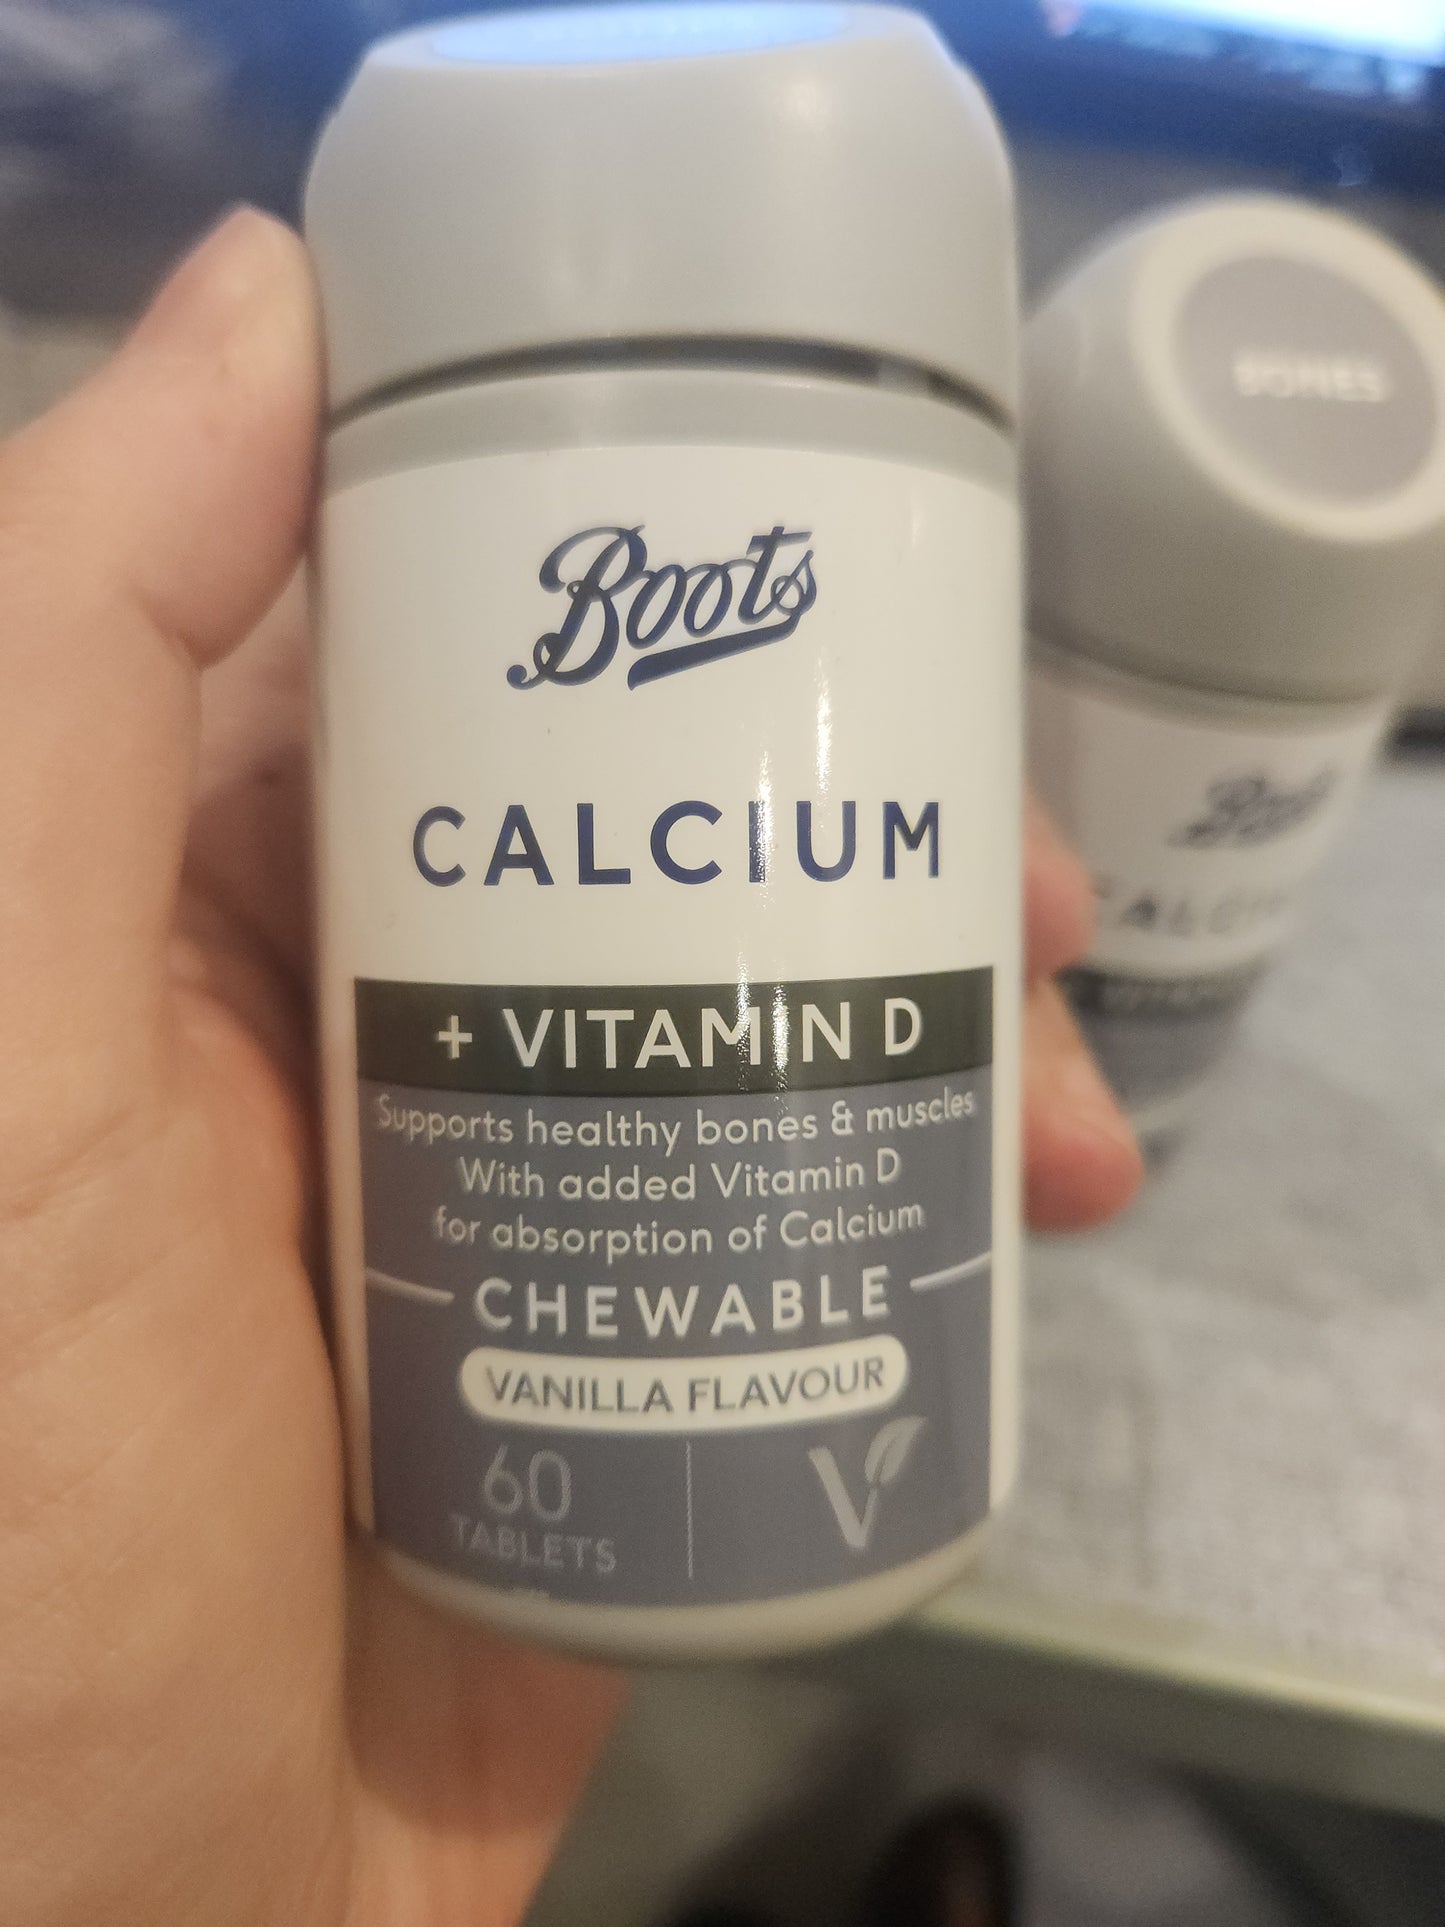 Boots
CALCIUM
+ VITAMIN D
Supports healthy bones & muscles
With added Vitamin D
for absorption of Calcium
CHEWABLE
VANILLA FLAVOUR
60
TABLETS
V
BONES
Boots